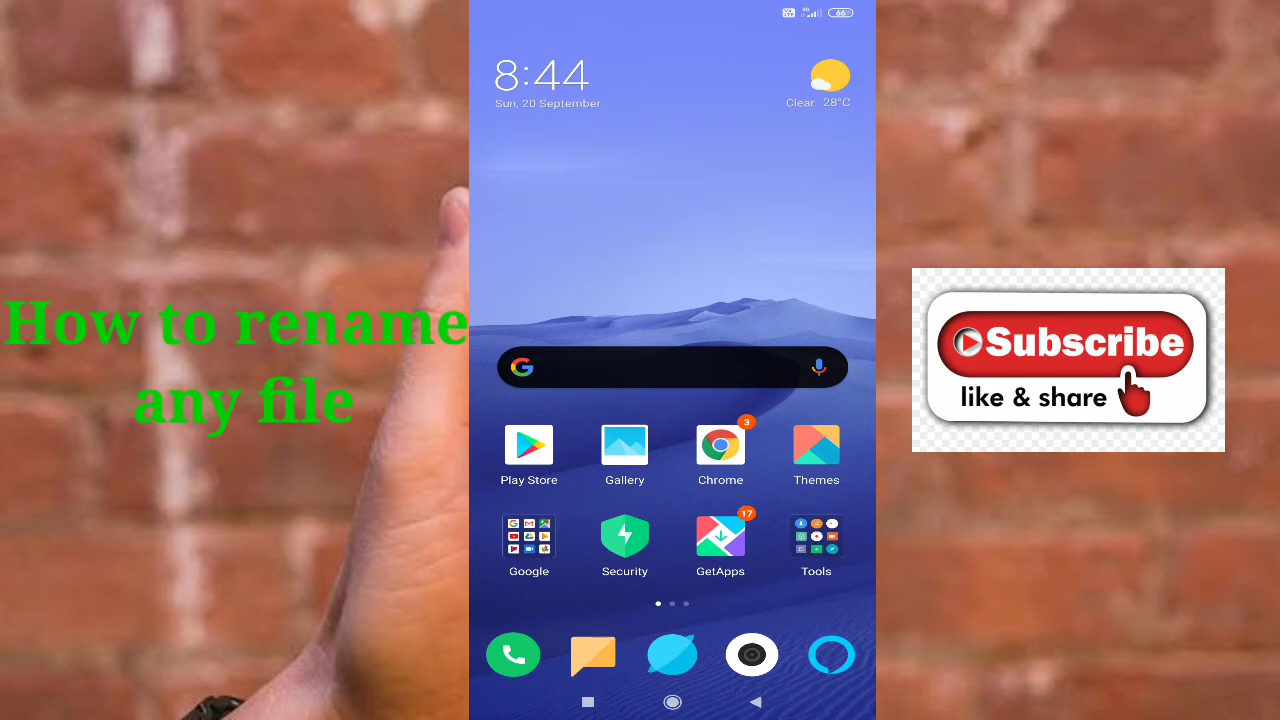 66
8:44
Sun, 20 September
Clear 28°C
How to rename
any file
Subscribe
like & share
3
Play Store
Gallery
Chrome
Themes
17
Google
Security
GetApps
Tools